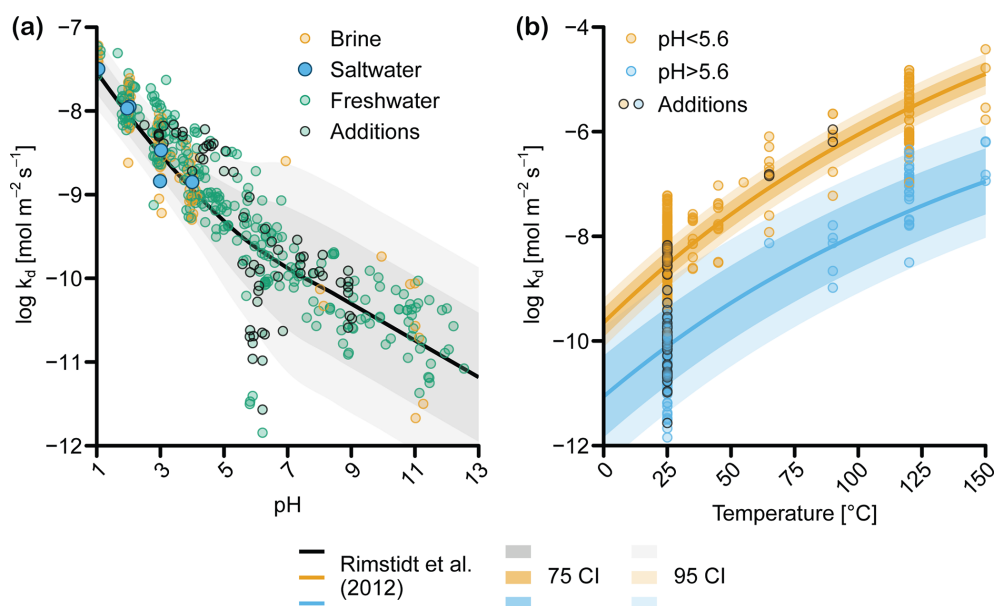 (a)
log k_d [mol m⁻² s⁻¹]
−7
−8
−9
−10
−11
−12
Brine
Saltwater
Freshwater
Additions
1
3
5
7
9
11
13
pH
(b)
log k_d [mol m⁻² s⁻¹]
−4
−6
−8
−10
−12
pH<5.6
pH>5.6
Additions
0
25
50
75
100
125
150
Temperature [°C]
Rimstidt et al.
(2012)
75 CI
95 CI